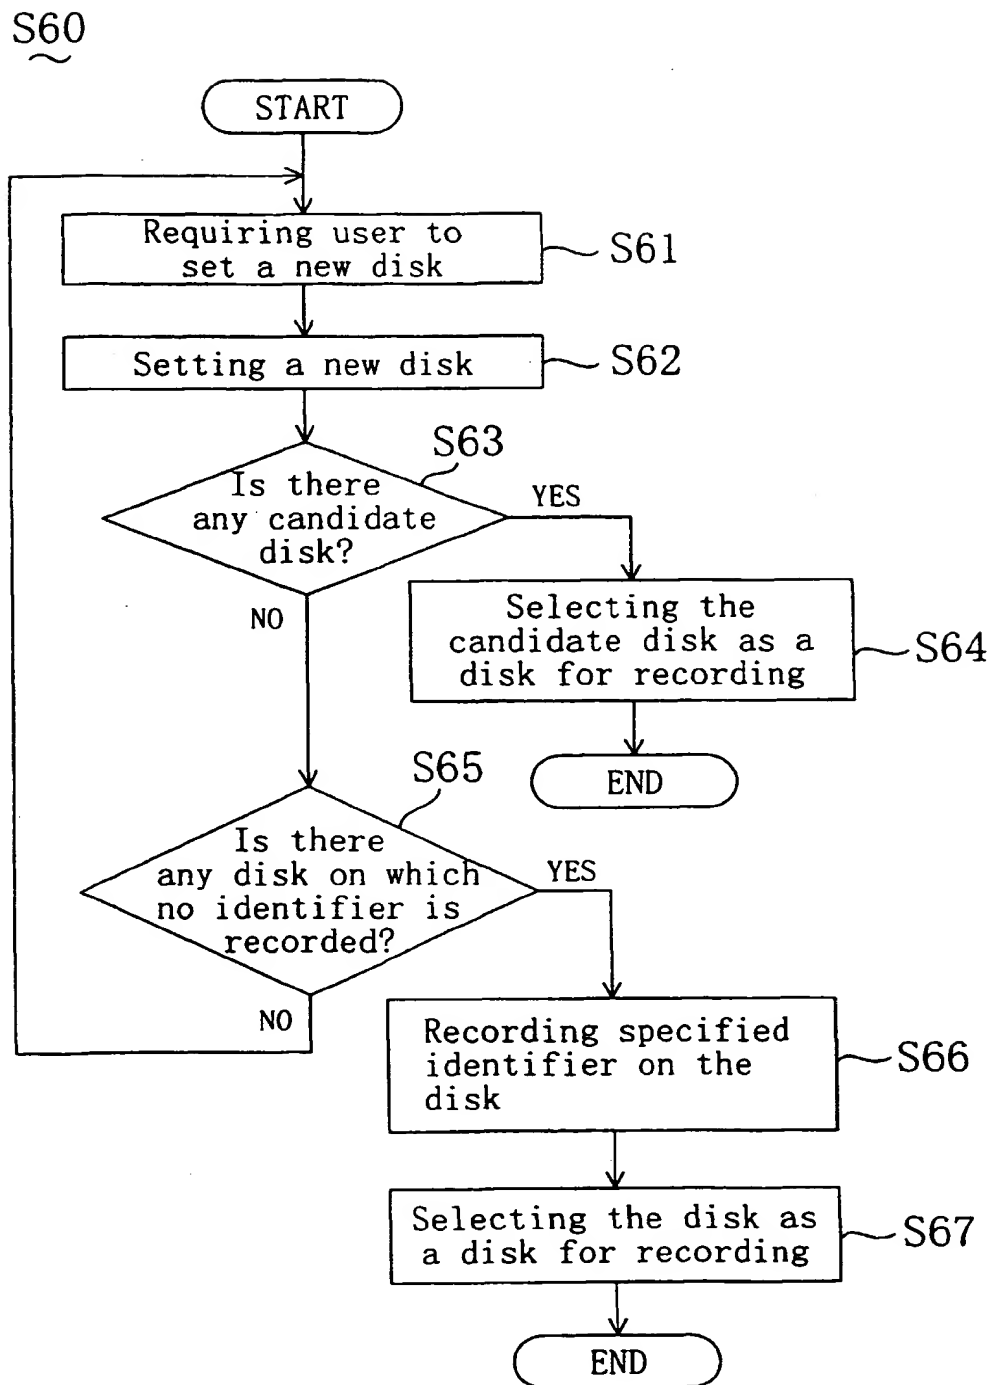 S60
START
Requiring user to
set a new disk
S61
Setting a new disk
S62
S63
Is there
any candidate
disk?
YES
NO
Selecting the
candidate disk as a
disk for recording
S64
END
S65
Is there
any disk on which
no identifier is
recorded?
YES
NO
Recording specified
identifier on the
disk
S66
Selecting the disk as
a disk for recording
S67
END